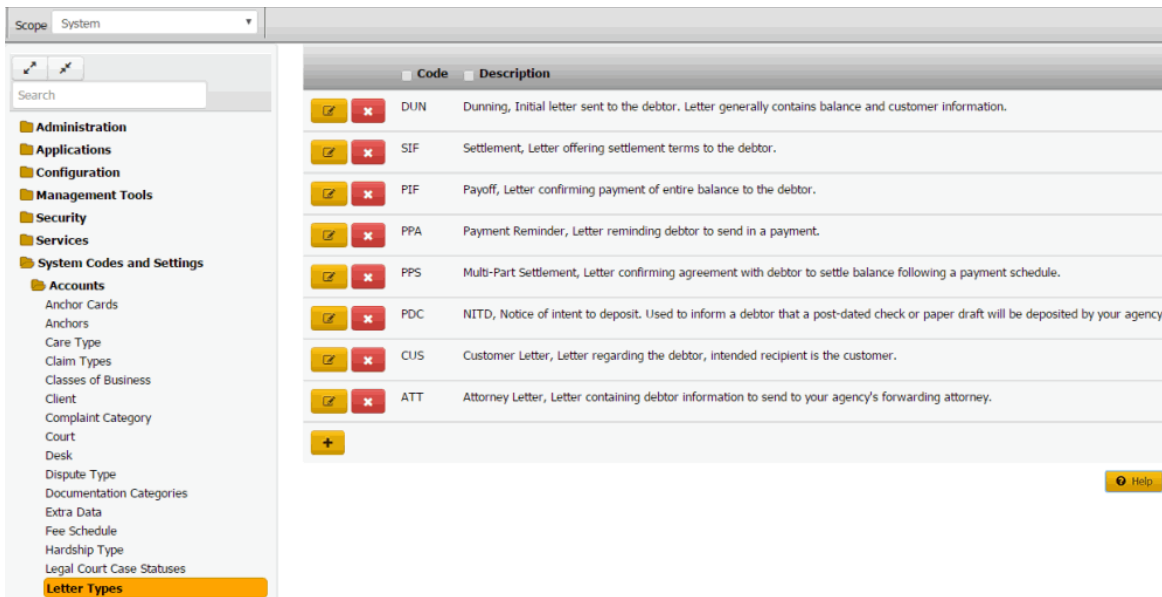 Scope System
Search
Administration
Applications
Configuration
Management Tools
Security
Services
System Codes and Settings
Accounts
Anchor Cards
Anchors
Care Type
Claim Types
Classes of Business
Client
Complaint Category
Court
Desk
Dispute Type
Documentation Categories
Extra Data
Fee Schedule
Hardship Type
Legal Court Case Statuses
Letter Types
Code Description
DUN Dunning, Initial letter sent to the debtor. Letter generally contains balance and customer information.
SIF Settlement, Letter offering settlement terms to the debtor.
PIF Payoff, Letter confirming payment of entire balance to the debtor.
PPA Payment Reminder, Letter reminding debtor to send in a payment.
PPS Multi-Part Settlement, Letter confirming agreement with debtor to settle balance following a payment schedule.
PDC NITD, Notice of intent to deposit. Used to inform a debtor that a post-dated check or paper draft will be deposited by your agency
CUS Customer Letter, Letter regarding the debtor, intended recipient is the customer.
ATT Attorney Letter, Letter containing debtor information to send to your agency's forwarding attorney.
Help